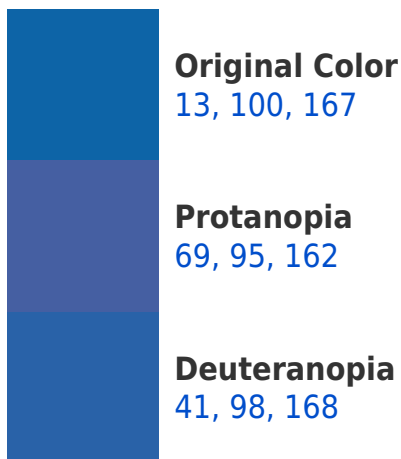 Original Color
13, 100, 167
Protanopia
69, 95, 162
Deuteranopia
41, 98, 168